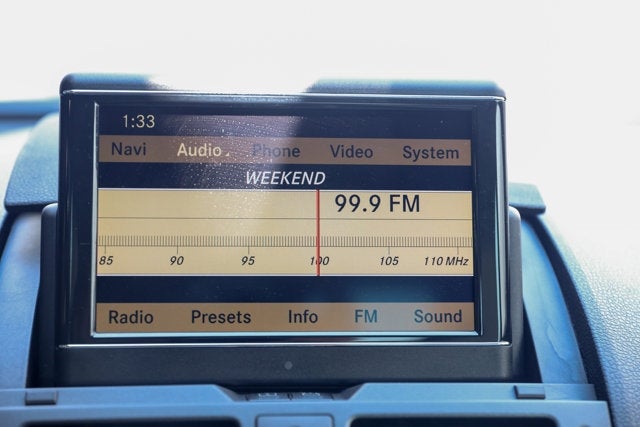 1:33
Navi Audio Phone Video System
WEEKEND
99.9 FM
85 90 95 100 105 110 MHz
Radio Presets Info FM Sound